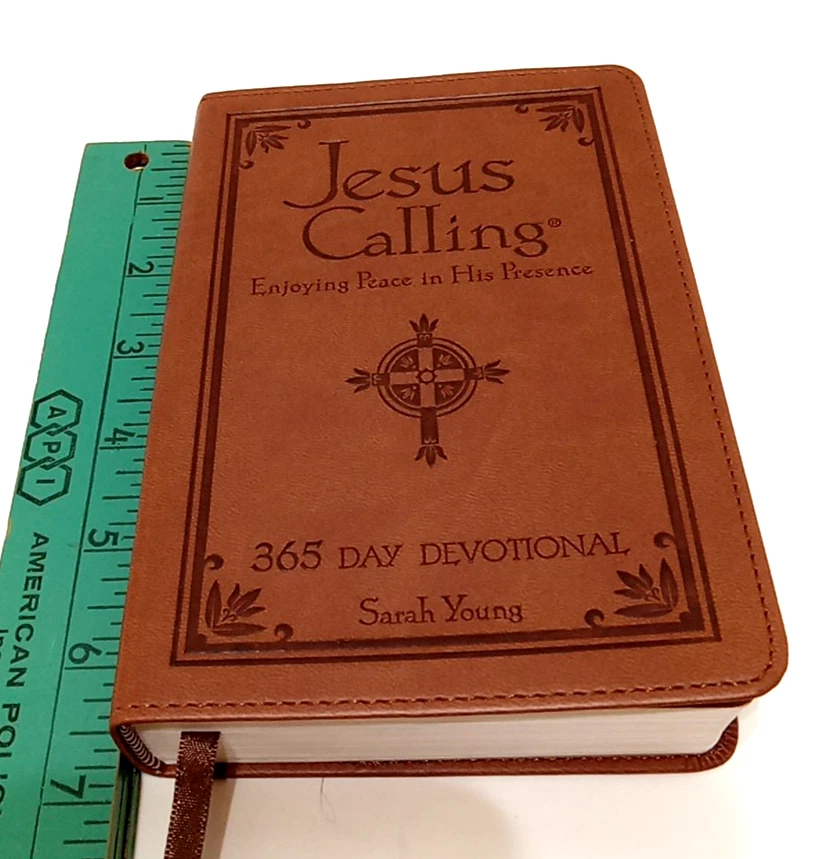 Jesus
Calling®
Enjoying Peace in His Presence
365 DAY DEVOTIONAL
Sarah Young
1
2
3
4
5
6
7
API
AMERICAN